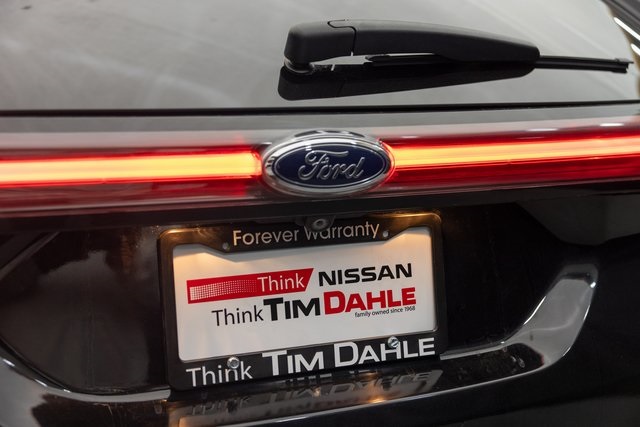 Ford
Forever Warranty
Think NISSAN
Think TIM DAHLE
family owned since 1968
Think TIM DAHLE